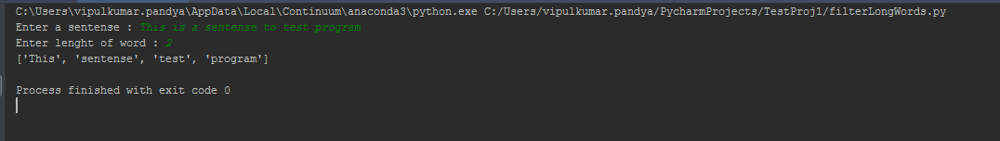 C:\Users\vipulkumar.pandya\AppData\Local\Continuum\anaconda3\python.exe C:/Users/vipulkumar.pandya/PycharmProjects/TestProj1/filterLongWords.py
Enter a sentense : This is a sentense to test program
Enter lenght of word : 2
['This', 'sentense', 'test', 'program']
Process finished with exit code 0